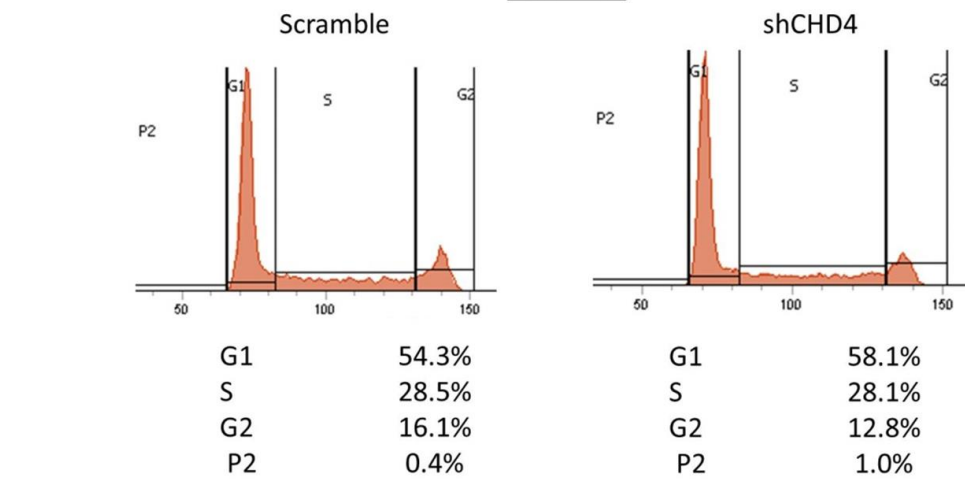 Scramble
G1
S
G2
P2
50 100 150
G1 54.3%
S 28.5%
G2 16.1%
P2 0.4%
shCHD4
G1
S
G2
P2
50 100 150
G1 58.1%
S 28.1%
G2 12.8%
P2 1.0%